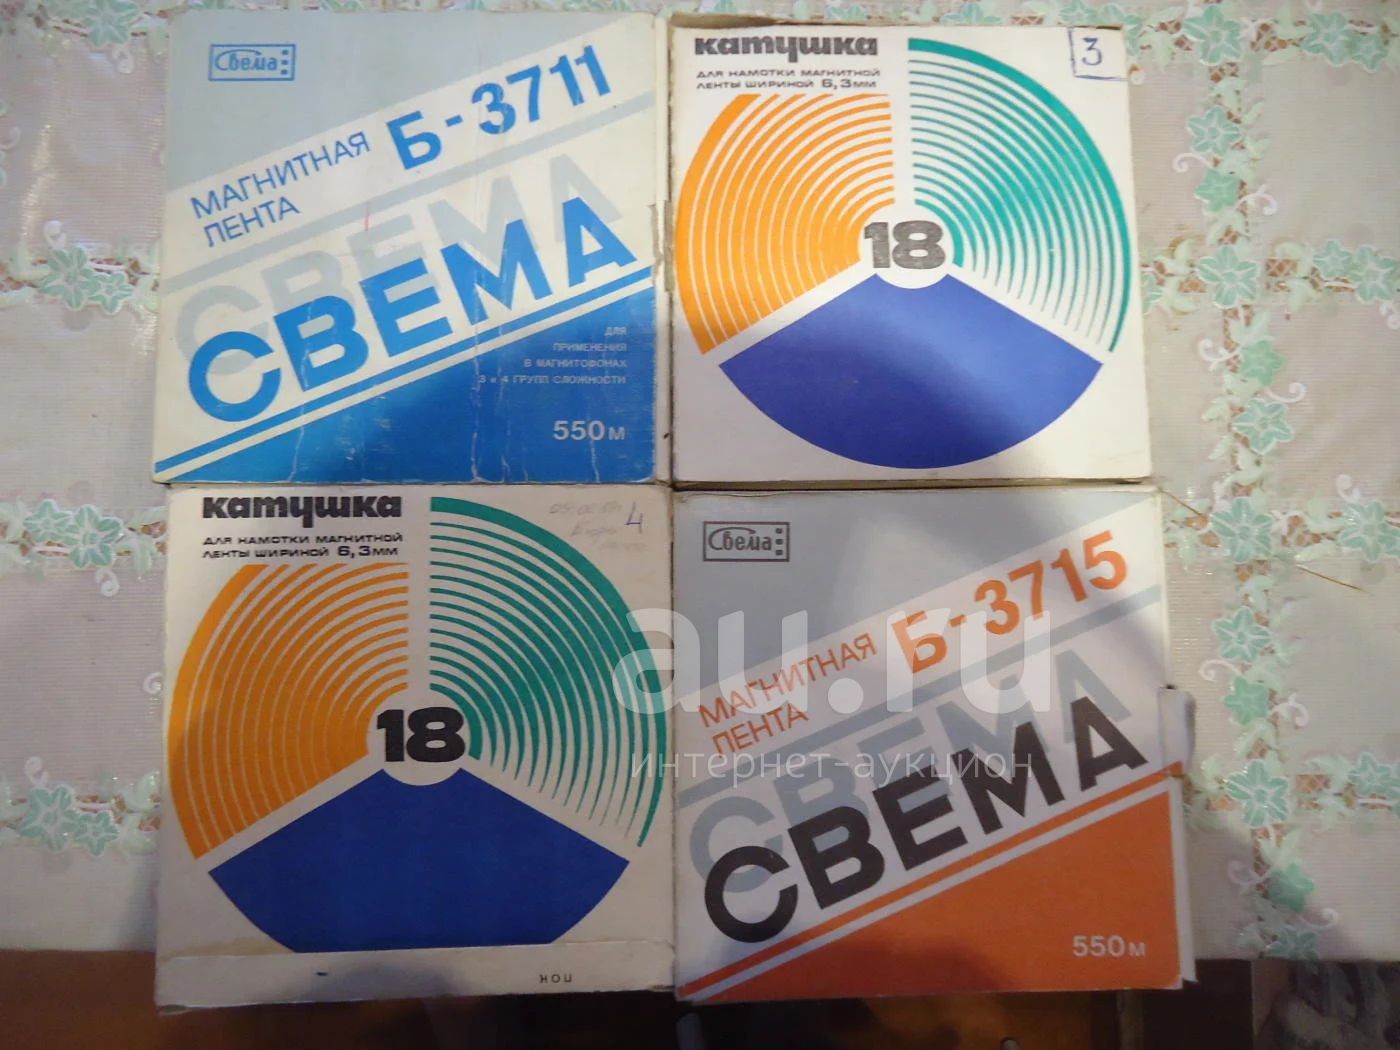 Свема
МАГНИТНАЯ
ЛЕНТА
Б-3711
СВЕМА
СВЕМА
ДЛЯ
ПРИМЕНЕНИЯ
В МАГНИТОФОНАХ
3 и 4 ГРУПП СЛОЖНОСТИ
550м
катушка
ДЛЯ НАМОТКИ МАГНИТНОЙ
ЛЕНТЫ ШИРИНОЙ 6,3мм
3
18
катушка
ДЛЯ НАМОТКИ МАГНИТНОЙ
ЛЕНТЫ ШИРИНОЙ 6,3мм
4
18
Свема
МАГНИТНАЯ
ЛЕНТА
Б-3715
СВЕМА
СВЕМА
550м
au.ru
интернет-аукцион